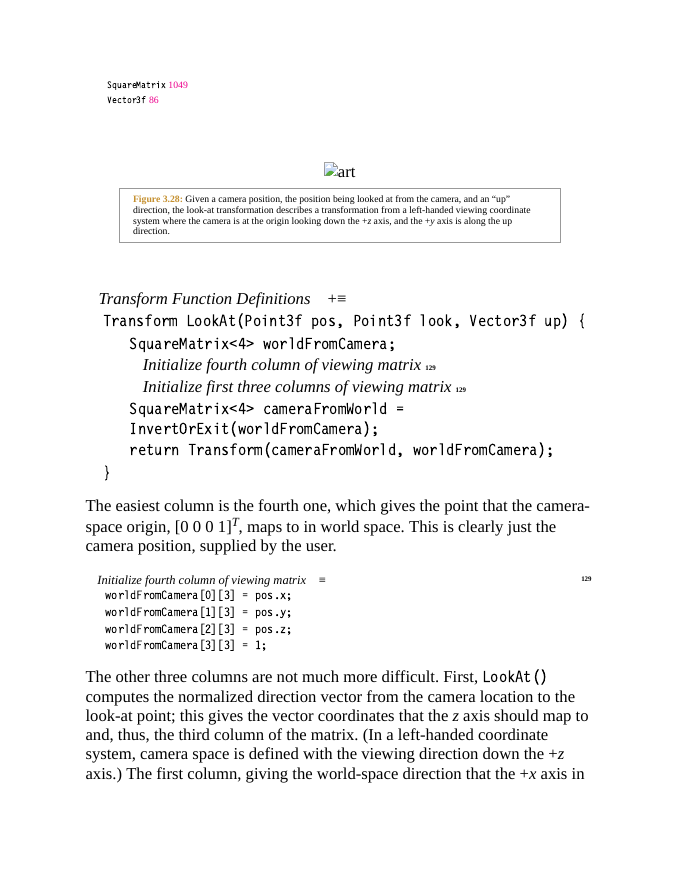 SquareMatrix 1049
Vector3f 86
art
Figure 3.28: Given a camera position, the position being looked at from the camera, and an “up”
direction, the look-at transformation describes a transformation from a left-handed viewing coordinate
system where the camera is at the origin looking down the +z axis, and the +y axis is along the up
direction.
Transform Function Definitions +≡
Transform LookAt(Point3f pos, Point3f look, Vector3f up) {
SquareMatrix<4> worldFromCamera;
Initialize fourth column of viewing matrix 129
Initialize first three columns of viewing matrix 129
SquareMatrix<4> cameraFromWorld =
InvertOrExit(worldFromCamera);
return Transform(cameraFromWorld, worldFromCamera);
}
The easiest column is the fourth one, which gives the point that the camera-
space origin, [0 0 0 1]ᵀ, maps to in world space. This is clearly just the
camera position, supplied by the user.
Initialize fourth column of viewing matrix ≡ 129
worldFromCamera[0][3] = pos.x;
worldFromCamera[1][3] = pos.y;
worldFromCamera[2][3] = pos.z;
worldFromCamera[3][3] = 1;
The other three columns are not much more difficult. First, LookAt()
computes the normalized direction vector from the camera location to the
look-at point; this gives the vector coordinates that the z axis should map to
and, thus, the third column of the matrix. (In a left-handed coordinate
system, camera space is defined with the viewing direction down the +z
axis.) The first column, giving the world-space direction that the +x axis in